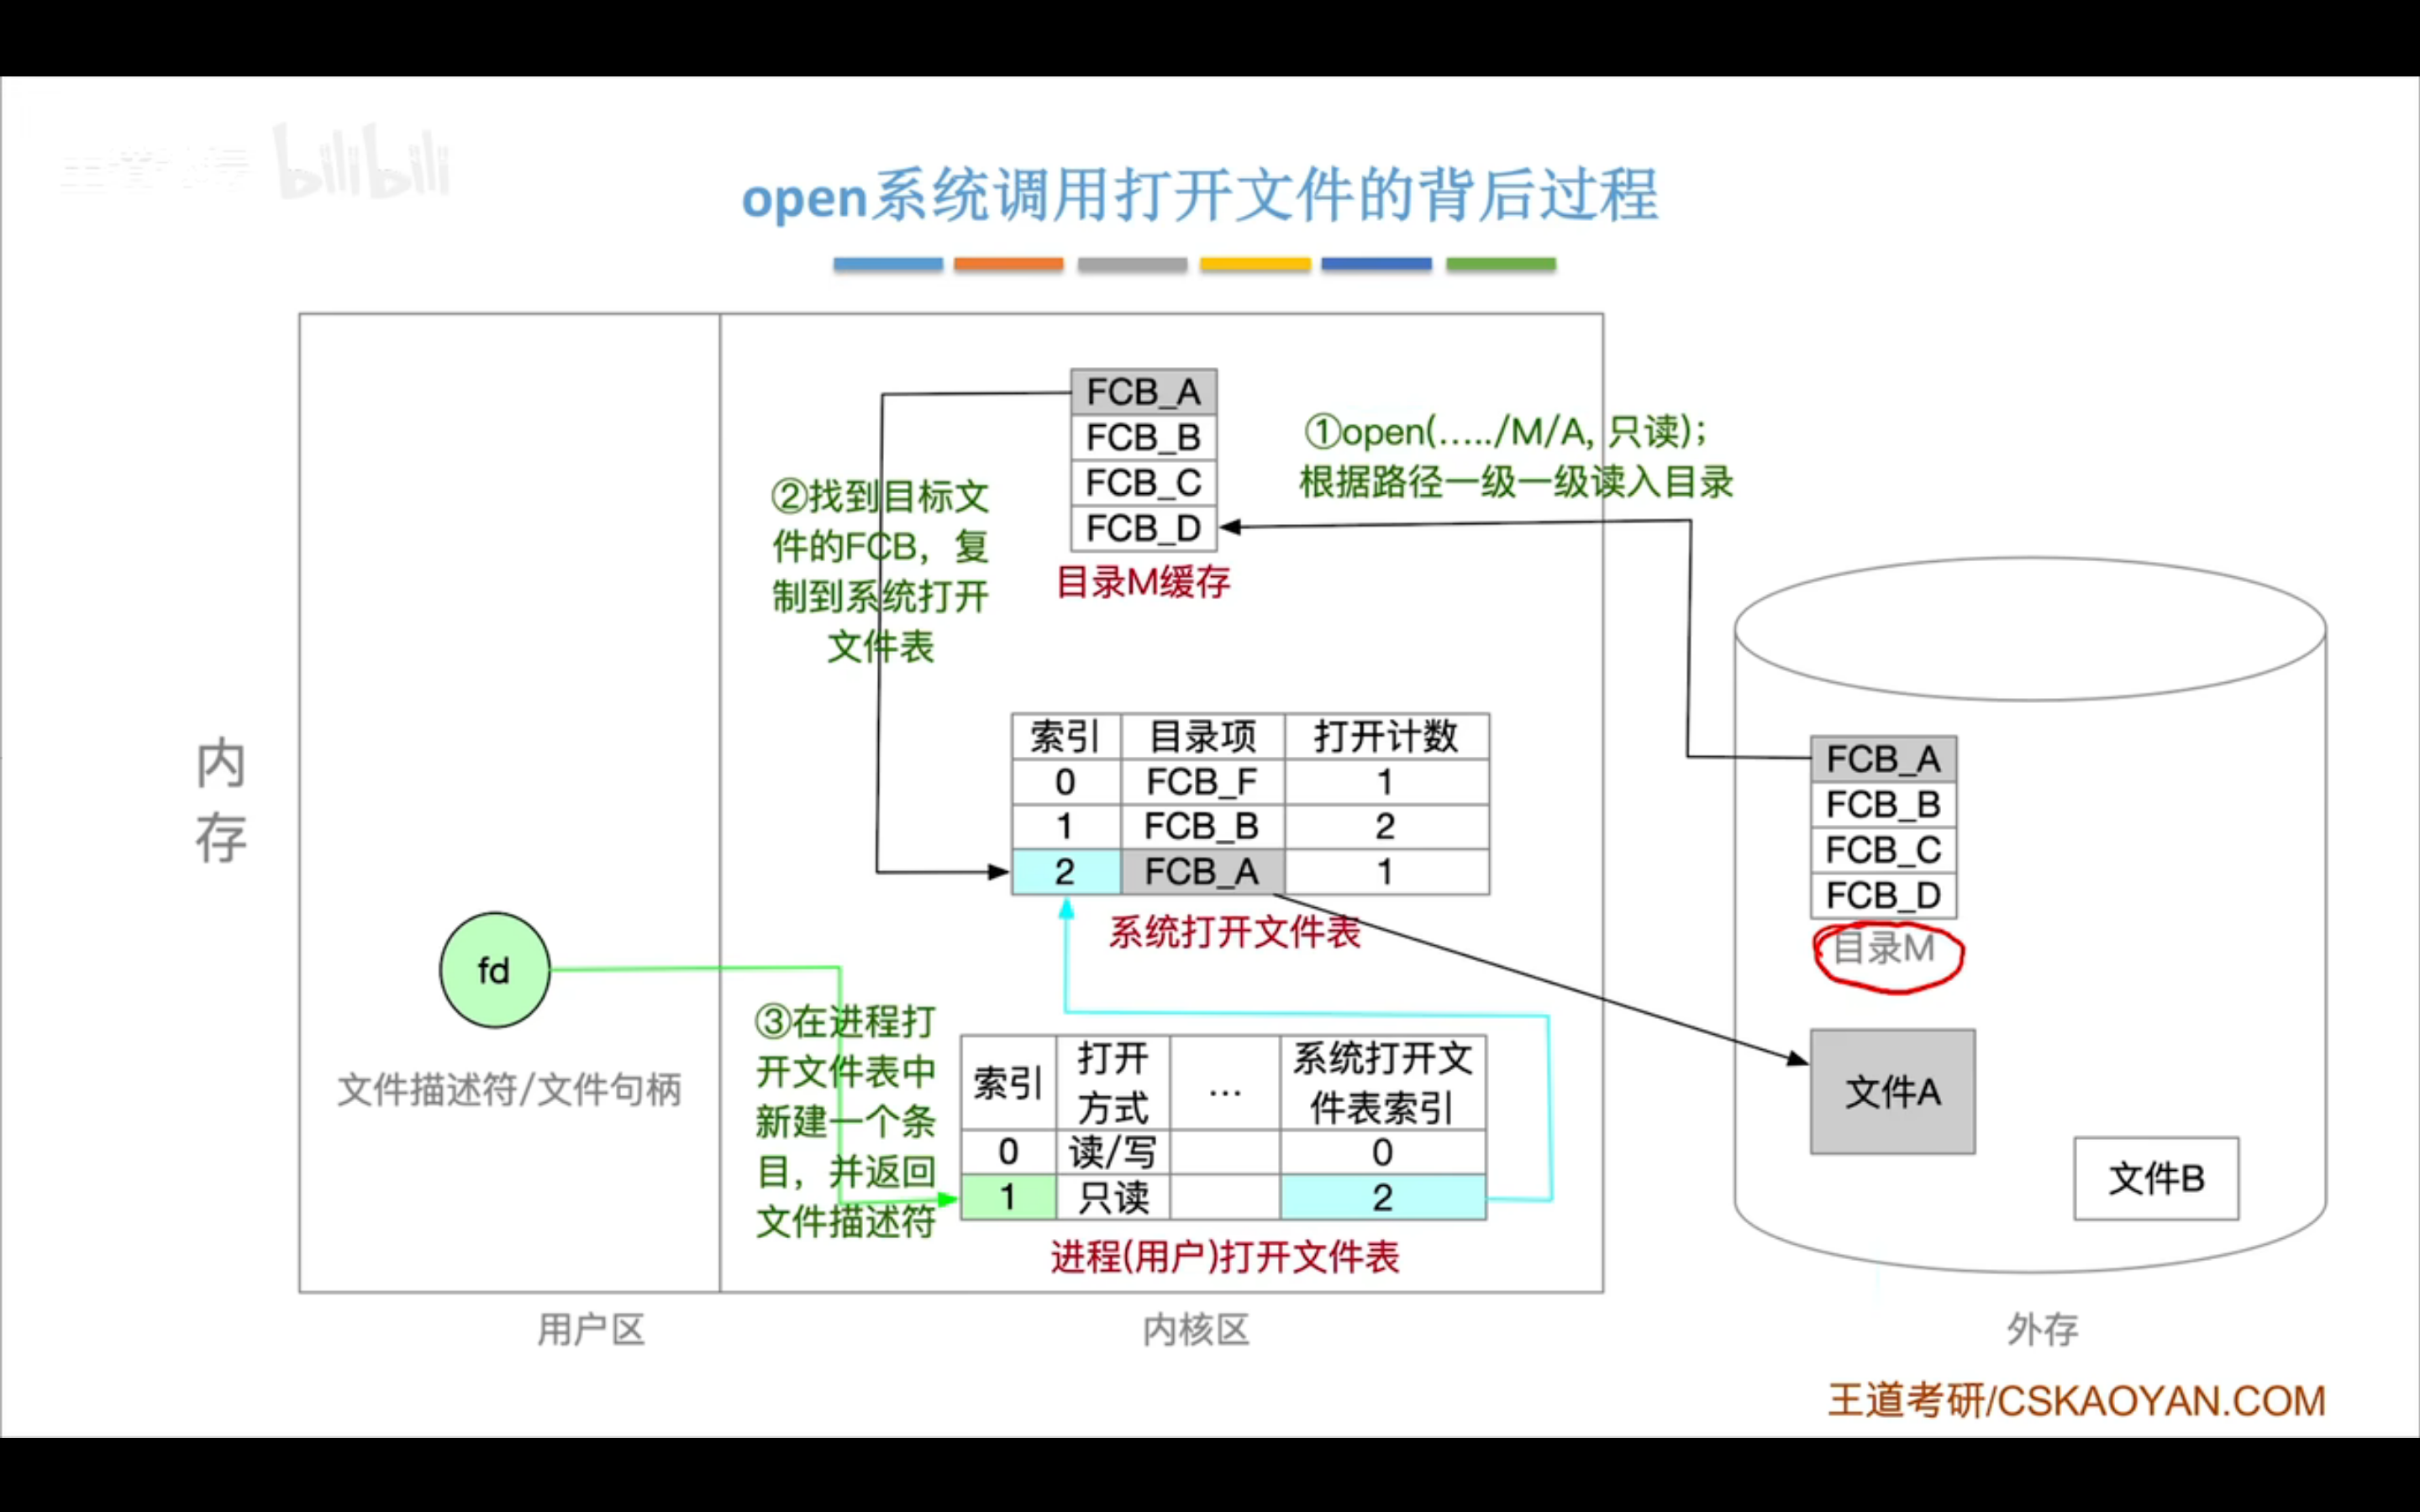 bilibili
open系统调用打开文件的背后过程
FCB_A
FCB_B
FCB_C
FCB_D
目录M缓存
①open(...../M/A, 只读);
根据路径一级一级读入目录
②找到目标文
件的FCB，复
制到系统打开
文件表
内
存
索引 目录项 打开计数
0 FCB_F 1
1 FCB_B 2
2 FCB_A 1
系统打开文件表
fd
文件描述符/文件句柄
③在进程打
开文件表中
新建一个条
目，并返回
文件描述符
索引 打开 ... 系统打开文
方式 件表索引
0 读/写 0
1 只读 2
进程(用户)打开文件表
FCB_A
FCB_B
FCB_C
FCB_D
目录M
文件A
文件B
用户区
内核区
外存
王道考研/CSKAOYAN.COM